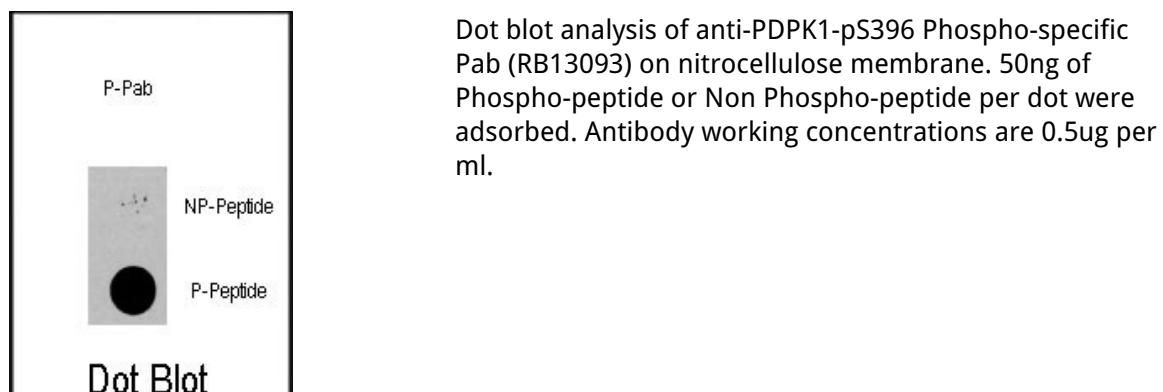 P-Pab
NP-Peptide
P-Peptide
Dot Blot
Dot blot analysis of anti-PDPK1-pS396 Phospho-specific
Pab (RB13093) on nitrocellulose membrane. 50ng of
Phospho-peptide or Non Phospho-peptide per dot were
adsorbed. Antibody working concentrations are 0.5ug per
ml.